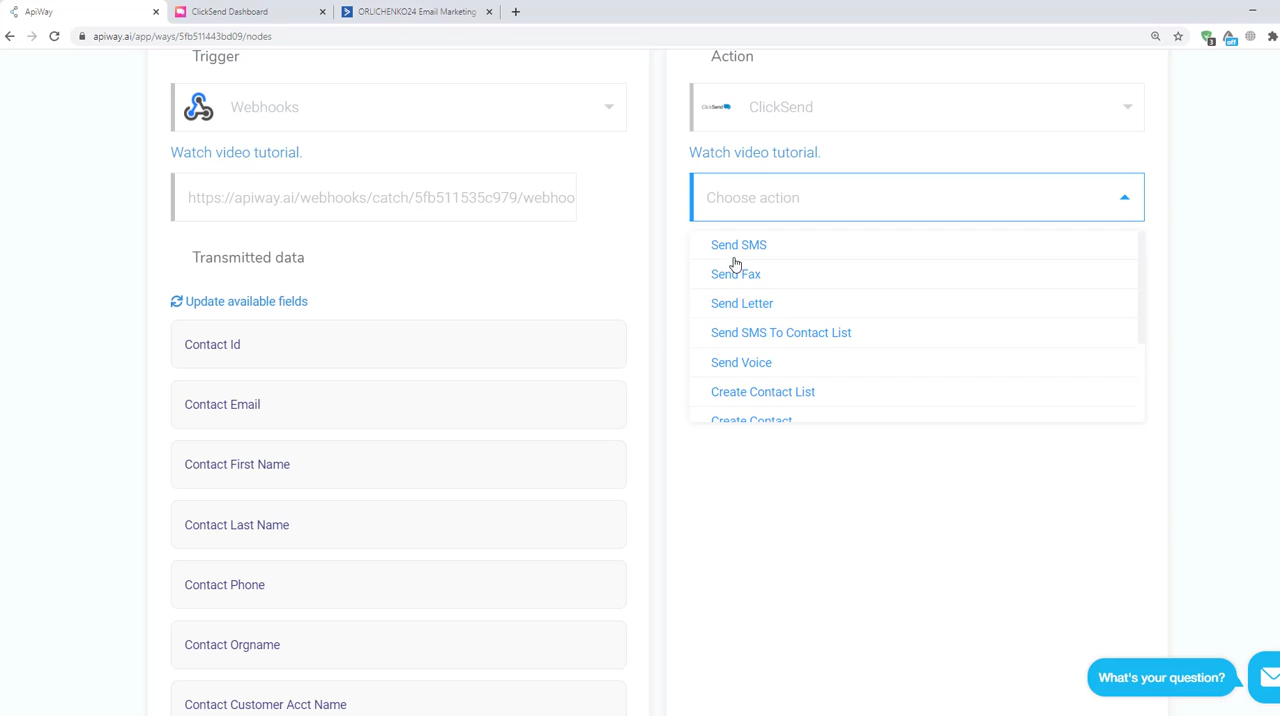 ApiWay
ClickSend Dashboard
ORLICHENKO24 Email Marketing
apiway.ai/app/ways/5fb511443bd09/nodes
3
off
Trigger
Action
Webhooks
ClickSend
ClickSend
Watch video tutorial.
Watch video tutorial.
https://apiway.ai/webhooks/catch/5fb511535c979/webhoo
Choose action
Send SMS
Transmitted data
Send Fax
Update available fields
Send Letter
Send SMS To Contact List
Contact Id
Send Voice
Create Contact List
Contact Email
Create Contact
Contact First Name
Contact Last Name
Contact Phone
Contact Orgname
What's your question?
Contact Customer Acct Name